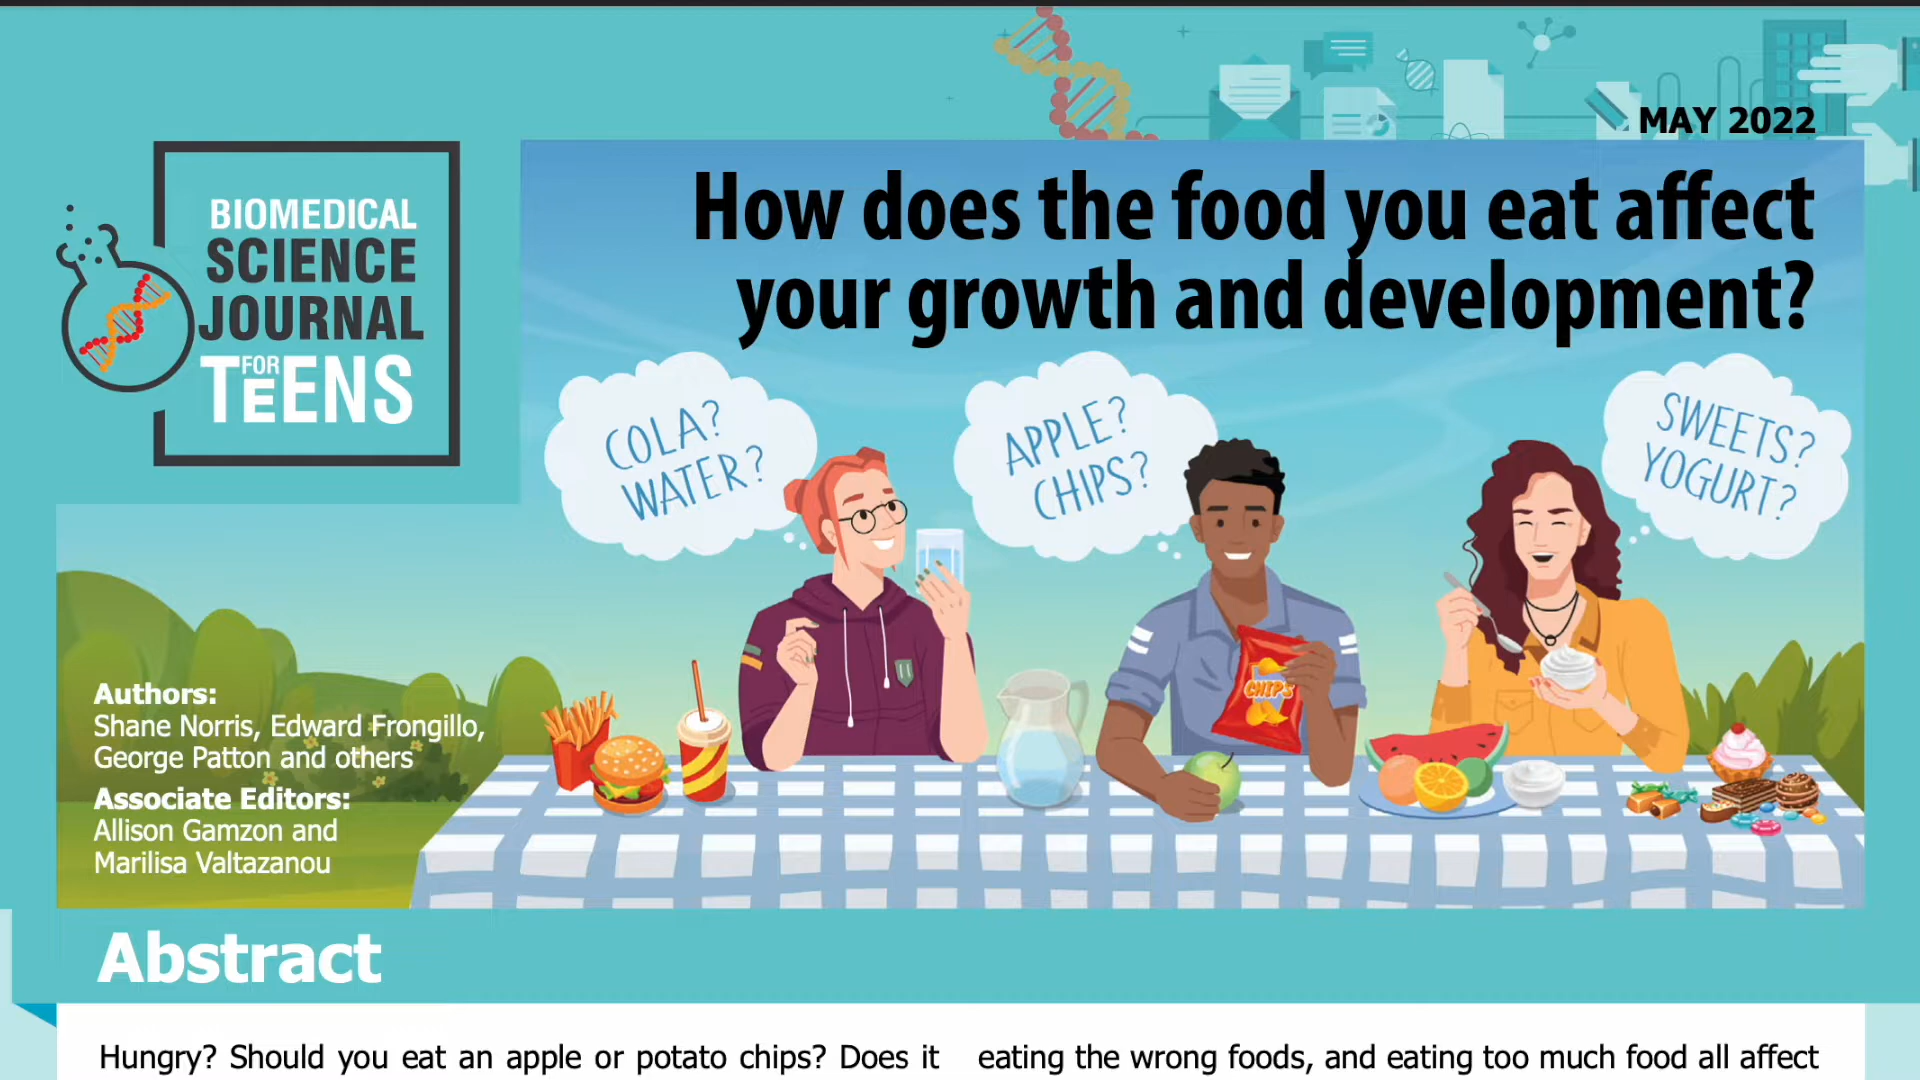 MAY 2022
BIOMEDICAL
SCIENCE
JOURNAL
FOR
TEENS
How does the food you eat affect
your growth and development?
COLA?
WATER?
APPLE?
CHIPS?
SWEETS?
YOGURT?
CHIPS
Authors:
Shane Norris, Edward Frongillo,
George Patton and others
Associate Editors:
Allison Gamzon and
Marilisa Valtazanou
Abstract
Hungry? Should you eat an apple or potato chips? Does it
eating the wrong foods, and eating too much food all affect